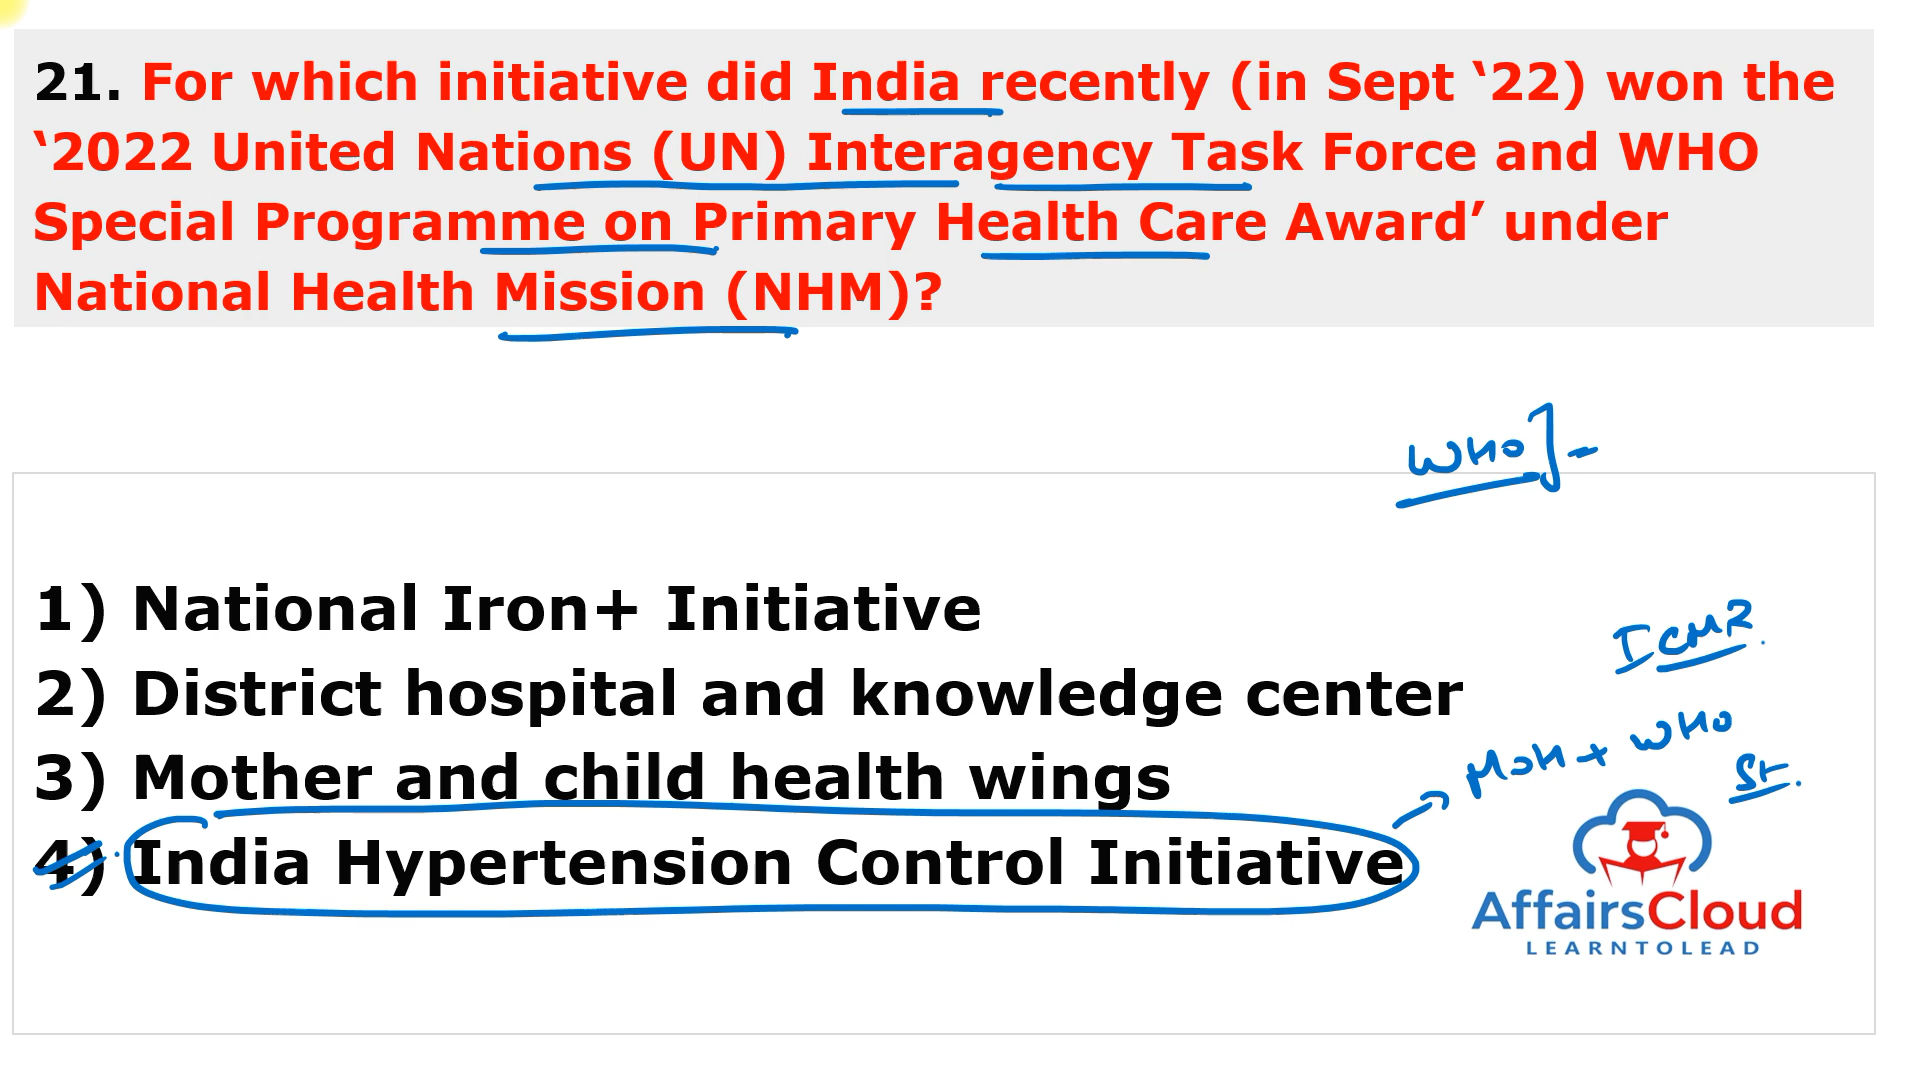 21. For which initiative did India recently (in Sept ‘22) won the
‘2022 United Nations (UN) Interagency Task Force and WHO
Special Programme on Primary Health Care Award’ under
National Health Mission (NHM)?
WHO]-
1) National Iron+ Initiative
ICMR
2) District hospital and knowledge center
MOH + WHO
3) Mother and child health wings
St.
4) India Hypertension Control Initiative
AffairsCloud
LEARNTOLEAD